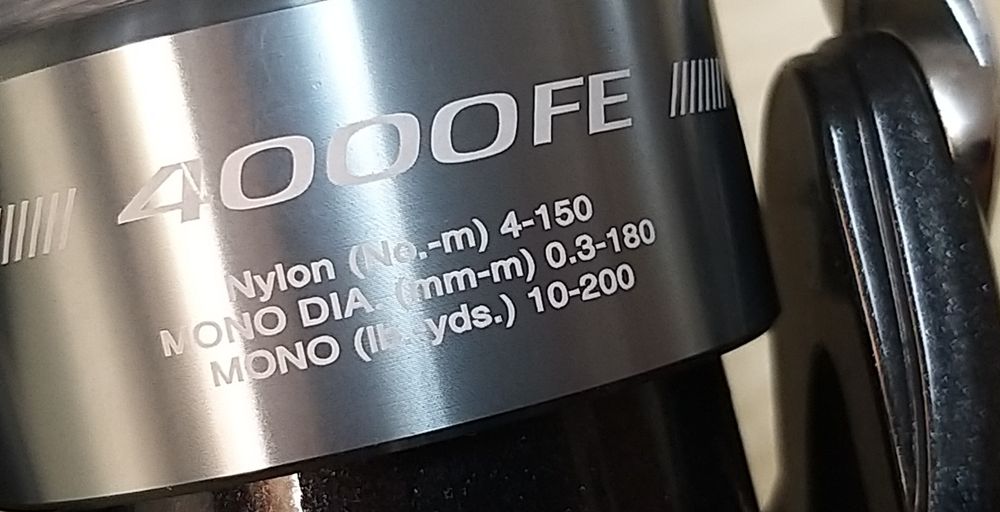 4000FE
Nylon (No.-m) 4-150
MONO DIA. (mm-m) 0.3-180
MONO (lb.-yds.) 10-200